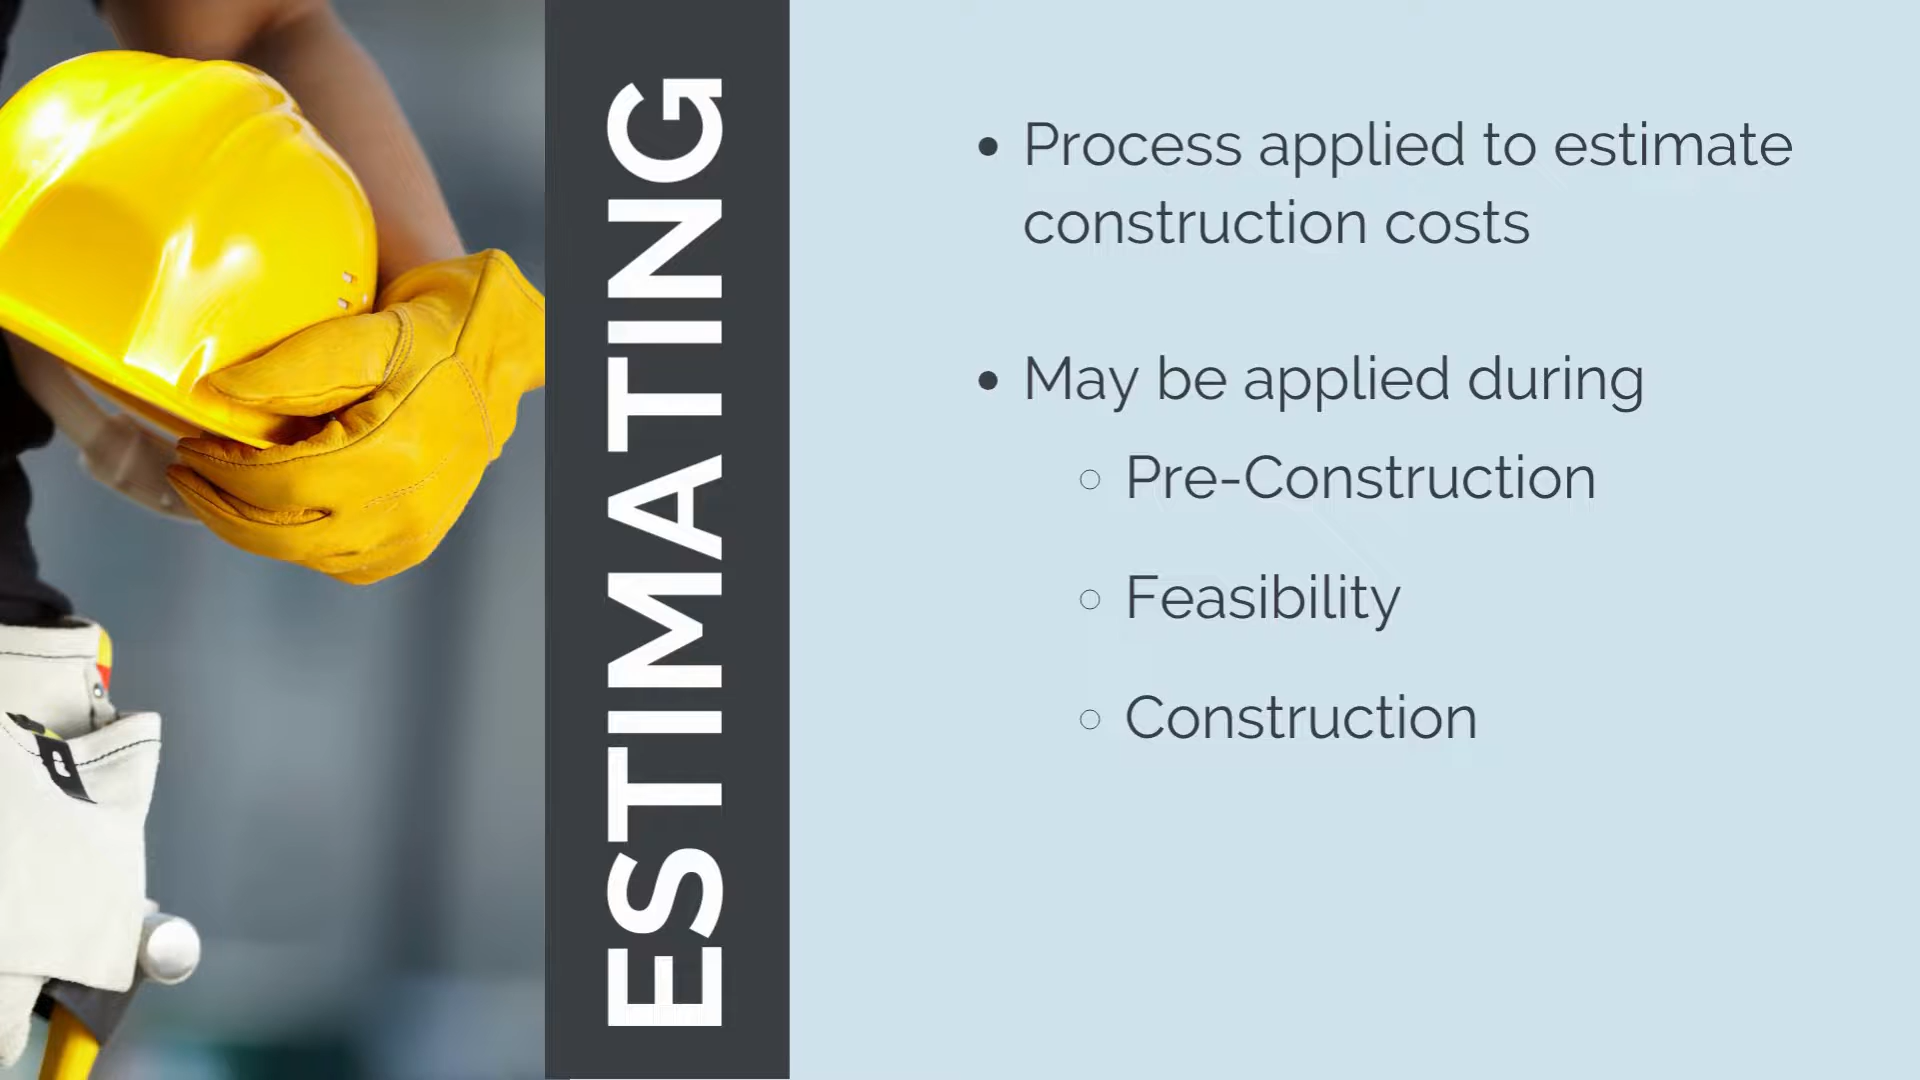 ESTIMATING
• Process applied to estimate
construction costs
• May be applied during
○ Pre-Construction
○ Feasibility
○ Construction